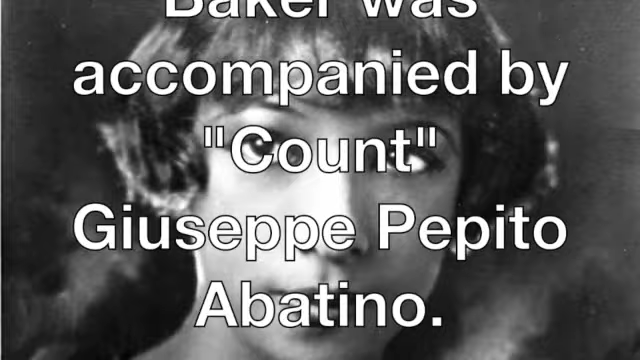 Baker was
accompanied by
"Count"
Giuseppe Pepito
Abatino.